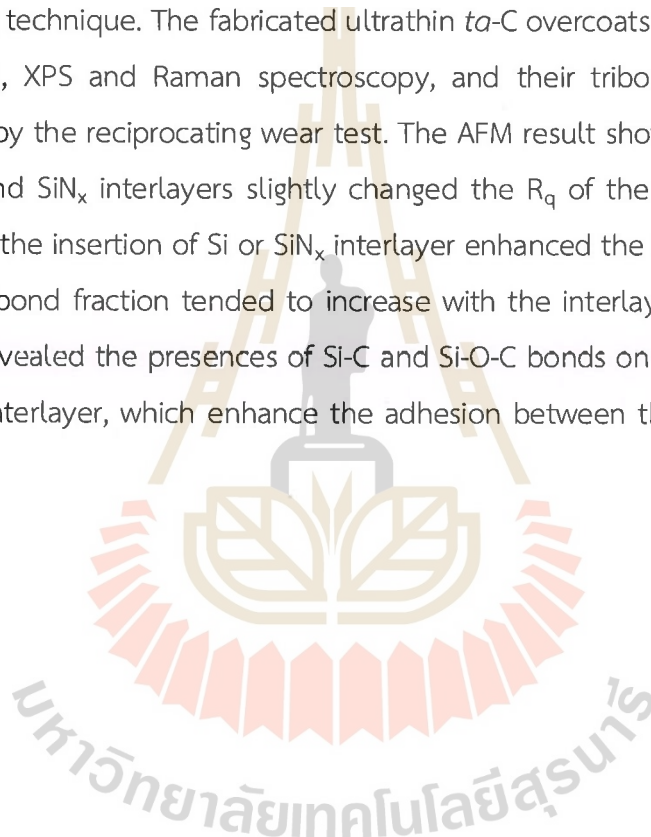 technique. The fabricated ultrathin ta-C overcoats
, XPS and Raman spectroscopy, and their tribo
by the reciprocating wear test. The AFM result sho
nd SiNx interlayers slightly changed the Rq of the
the insertion of Si or SiNx interlayer enhanced the
bond fraction tended to increase with the interlay
vealed the presences of Si-C and Si-O-C bonds on
nterlayer, which enhance the adhesion between th
มหาวิทยาลัยเทคโนโลยีสุรนารี